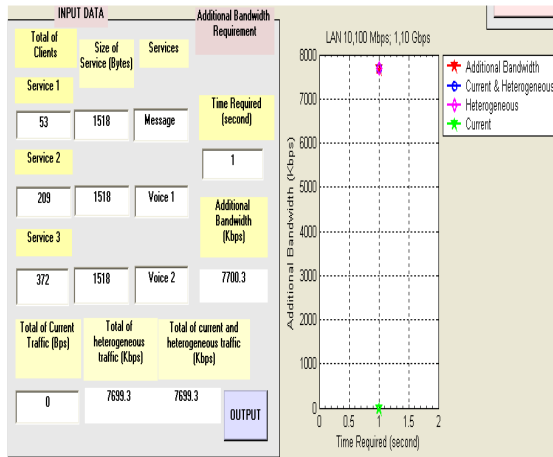 INPUT DATA
Total of
Clients
Size of
Service (Bytes)
Services
Service 1
53
1518
Message
Service 2
209
1518
Voice 1
Service 3
372
1518
Voice 2
Total of Current
Traffic (Bps)
Total of
heterogeneous
traffic (Kbps)
Total of current and
heterogeneous traffic
(Kbps)
0
7699.3
7699.3
OUTPUT
Additional Bandwidth
Requirement
Time Required
(second)
1
Additional
Bandwidth
(Kbps)
7700.3
LAN 10,100 Mbps; 1,10 Gbps
Additional Bandwidth (Kbps)
8000
7000
6000
5000
4000
3000
2000
1000
0
0 0.5 1 1.5 2
Time Required (second)
Additional Bandwidth
Current & Heterogeneous
Heterogeneous
Current